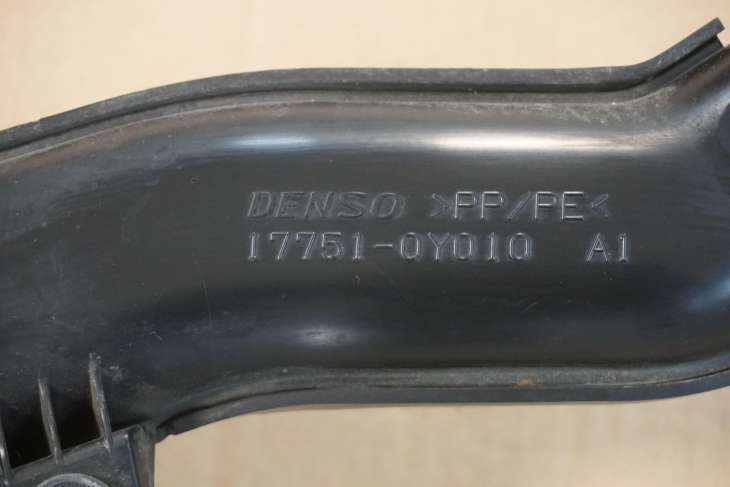 DENSO >PP/PE<
17751-0Y010 A1